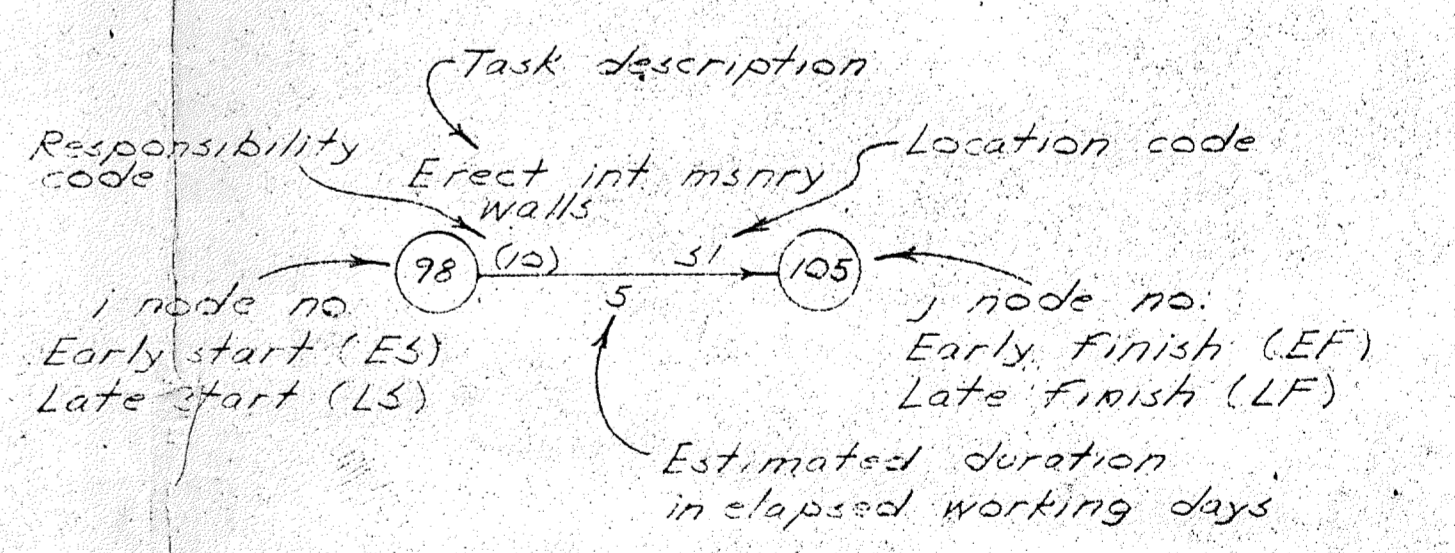 Task description
Responsibility
code
Location code
Erect int msnry
walls
98
(10)
S1
105
5
i node no.
Early start (ES)
Late start (LS)
j node no.
Early finish (EF)
Late finish (LF)
Estimated duration
in elapsed working days